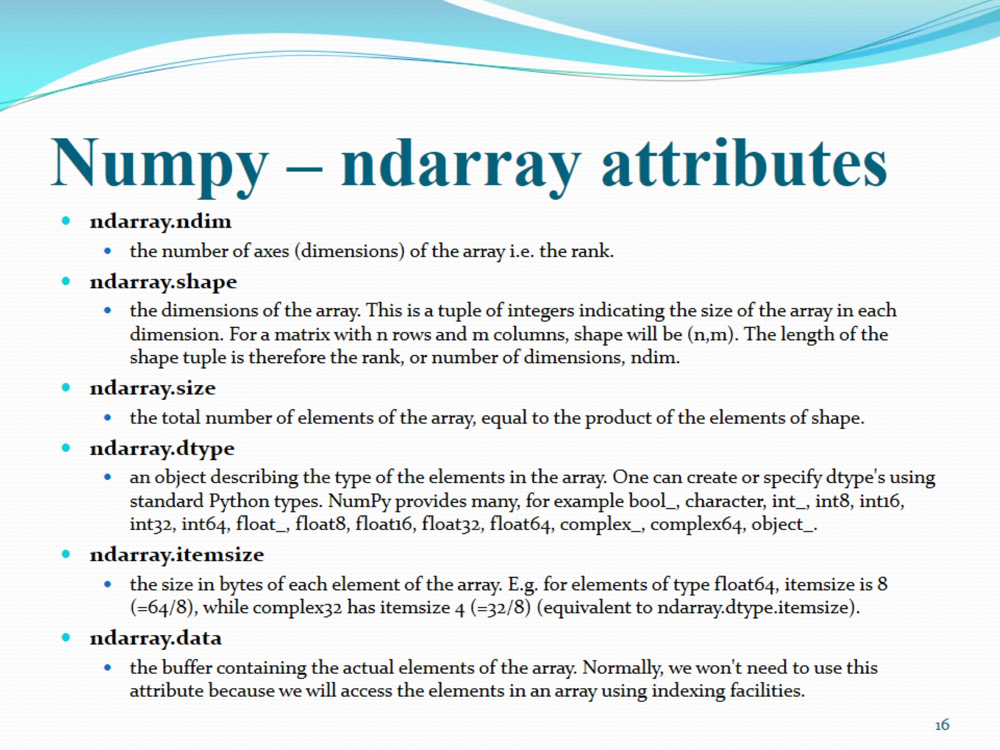 Numpy – ndarray attributes
• ndarray.ndim
• the number of axes (dimensions) of the array i.e. the rank.
• ndarray.shape
• the dimensions of the array. This is a tuple of integers indicating the size of the array in each
dimension. For a matrix with n rows and m columns, shape will be (n,m). The length of the
shape tuple is therefore the rank, or number of dimensions, ndim.
• ndarray.size
• the total number of elements of the array, equal to the product of the elements of shape.
• ndarray.dtype
• an object describing the type of the elements in the array. One can create or specify dtype's using
standard Python types. NumPy provides many, for example bool_, character, int_, int8, int16,
int32, int64, float_, float8, float16, float32, float64, complex_, complex64, object_.
• ndarray.itemsize
• the size in bytes of each element of the array. E.g. for elements of type float64, itemsize is 8
(=64/8), while complex32 has itemsize 4 (=32/8) (equivalent to ndarray.dtype.itemsize).
• ndarray.data
• the buffer containing the actual elements of the array. Normally, we won't need to use this
attribute because we will access the elements in an array using indexing facilities.
16